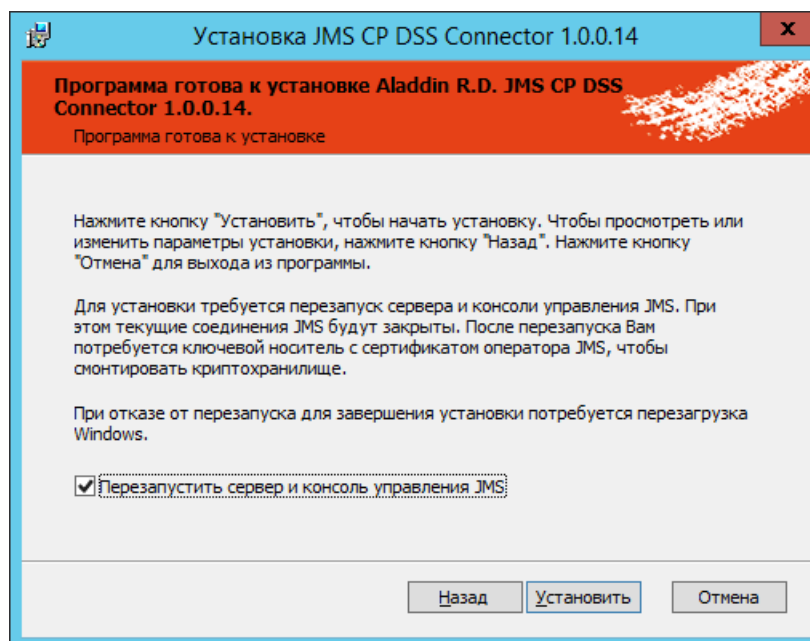 Установка JMS CP DSS Connector 1.0.0.14
x
Программа готова к установке Aladdin R.D. JMS CP DSS
Connector 1.0.0.14.
Программа готова к установке
Нажмите кнопку "Установить", чтобы начать установку. Чтобы просмотреть или
изменить параметры установки, нажмите кнопку "Назад". Нажмите кнопку
"Отмена" для выхода из программы.
Для установки требуется перезапуск сервера и консоли управления JMS. При
этом текущие соединения JMS будут закрыты. После перезапуска Вам
потребуется ключевой носитель с сертификатом оператора JMS, чтобы
смонтировать криптохранилище.
При отказе от перезапуска для завершения установки потребуется перезагрузка
Windows.
Перезапустить сервер и консоль управления JMS
Назад
Установить
Отмена